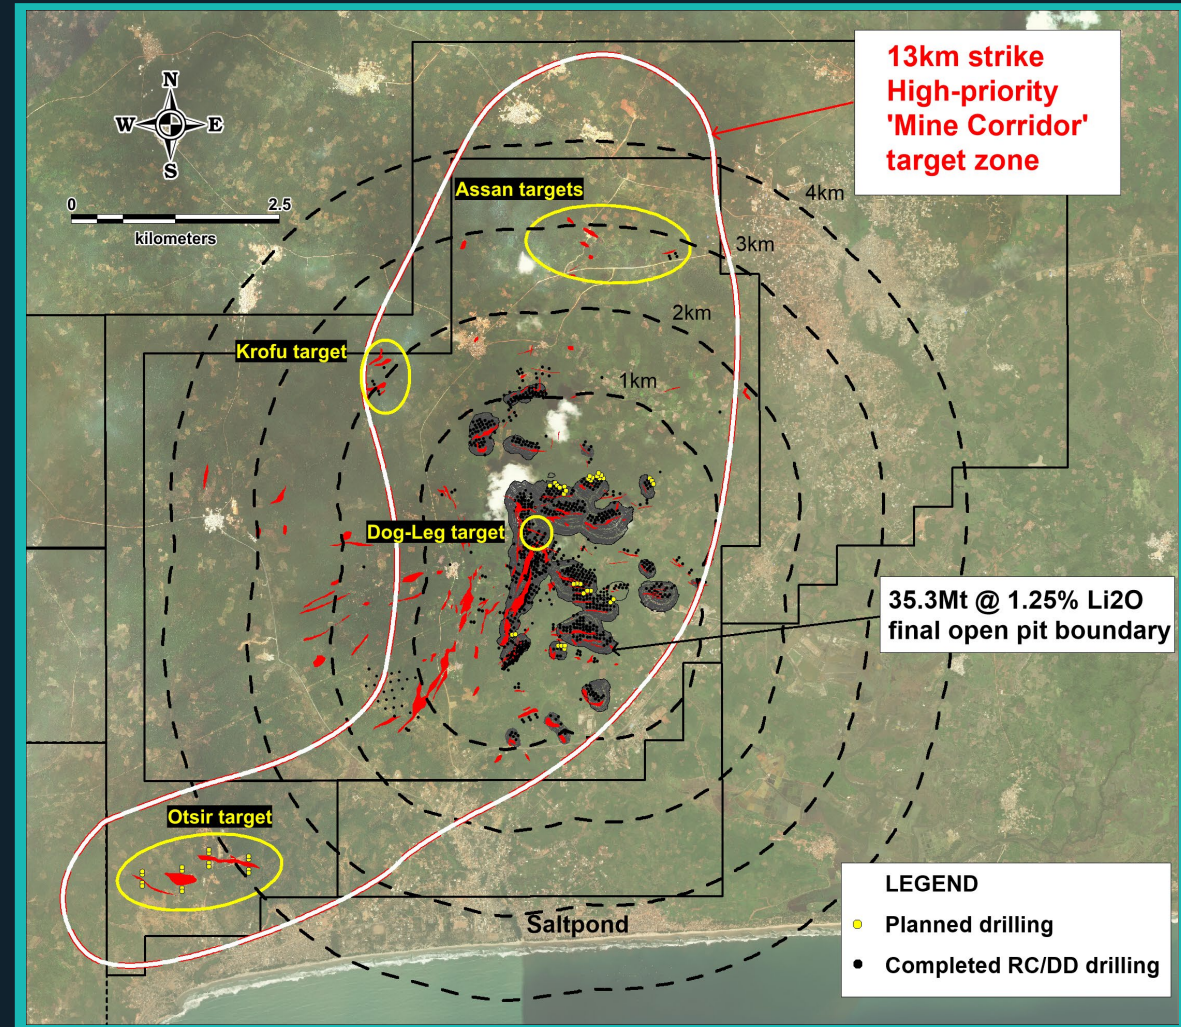 13km strike
High-priority
'Mine Corridor'
target zone
N
W E
S
0 2.5
kilometers
Assan targets
4km
3km
2km
Krofu target
1km
Dog-Leg target
35.3Mt @ 1.25% Li2O
final open pit boundary
Otsir target
Saltpond
LEGEND
Planned drilling
Completed RC/DD drilling